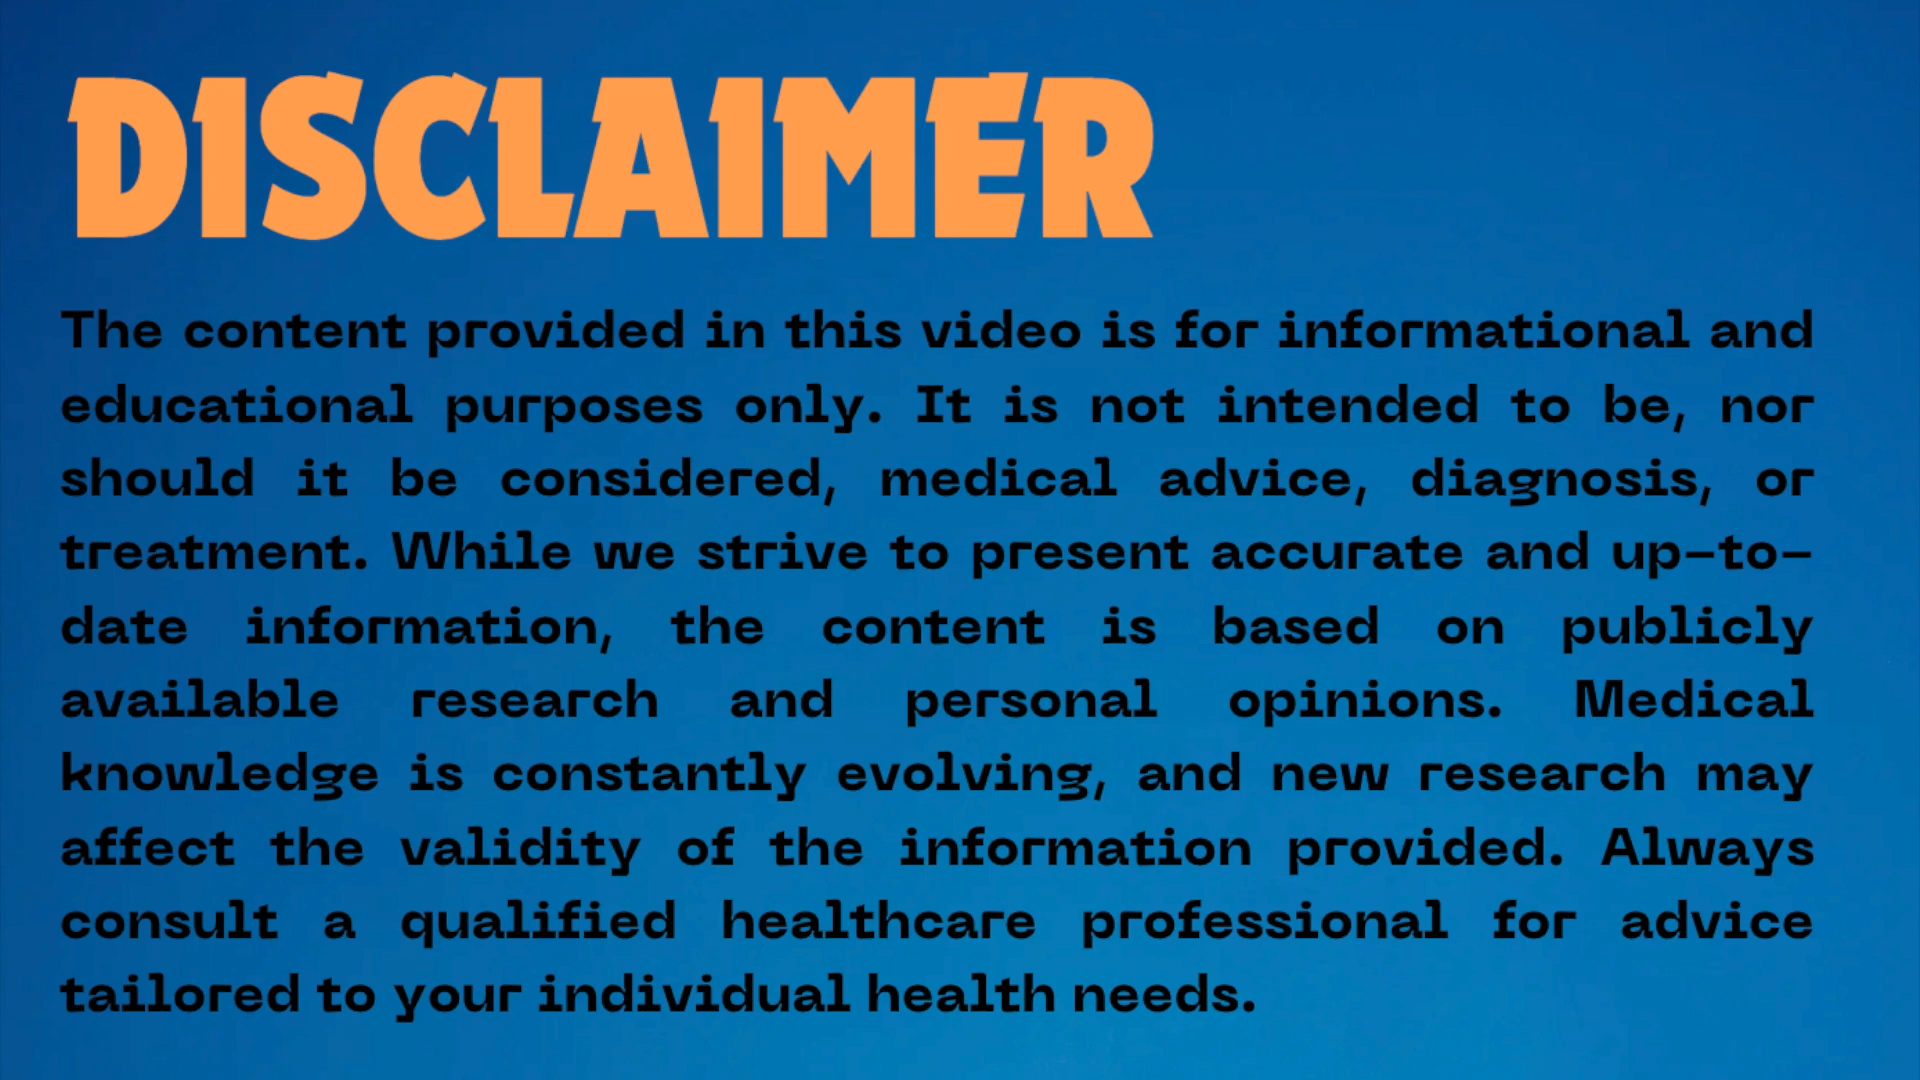 DISCLAIMER
The content provided in this video is for informational and
educational purposes only. It is not intended to be, nor
should it be considered, medical advice, diagnosis, or
treatment. While we strive to present accurate and up-to-
date information, the content is based on publicly
available research and personal opinions. Medical
knowledge is constantly evolving, and new research may
affect the validity of the information provided. Always
consult a qualified healthcare professional for advice
tailored to your individual health needs.